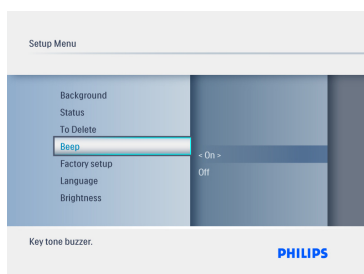 Setup Menu
Background
Status
To Delete
Beep
Factory setup
Language
Brightness
< On >
Off
Key tone buzzer.
PHILIPS